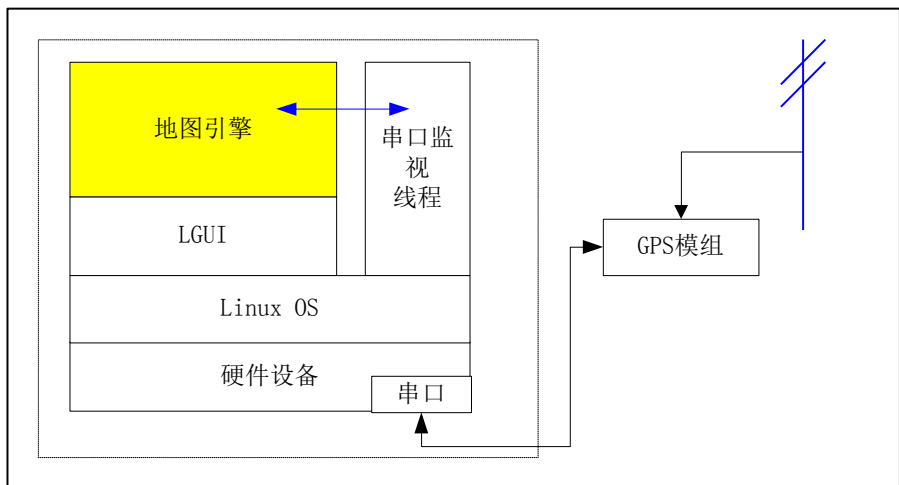 地图引擎
串口监
视
线程
LGUI
GPS模组
Linux OS
硬件设备
串口